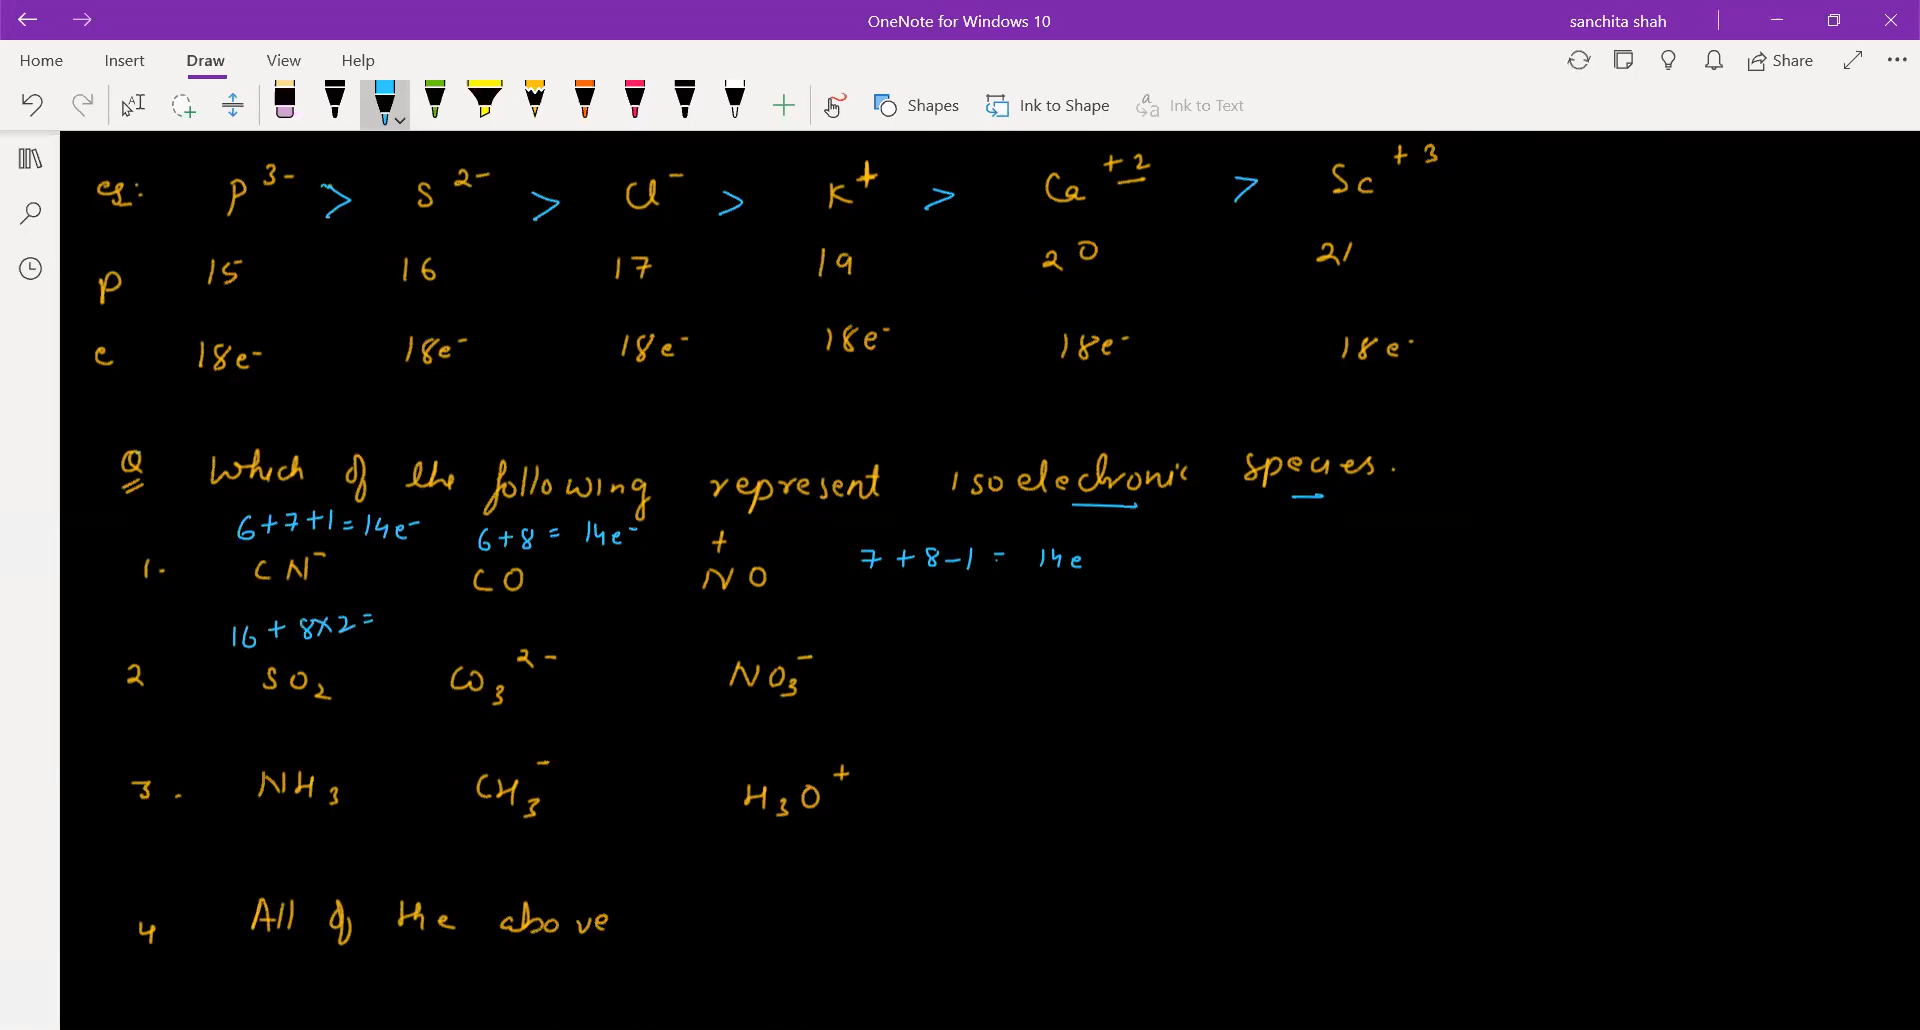 OneNote for Windows 10
sanchita shah
Home Insert Draw View Help
Share
Shapes Ink to Shape Ink to Text
eg: P³⁻ > S²⁻ > Cl⁻ > K⁺ > Ca⁺² > Sc⁺³
P 15 16 17 19 20 21
e 18e⁻ 18e⁻ 18e⁻ 18e⁻ 18e⁻ 18e⁻
Q Which of the following represent isoelectronic species.
6+7+1=14e⁻ 6+8= 14e⁻
1. CN⁻ CO N⁺O 7+8-1= 14e
16+8×2=
2 SO₂ CO₃²⁻ NO₃⁻
3. NH₃ CH₃⁻ H₃O⁺
4 All of the above